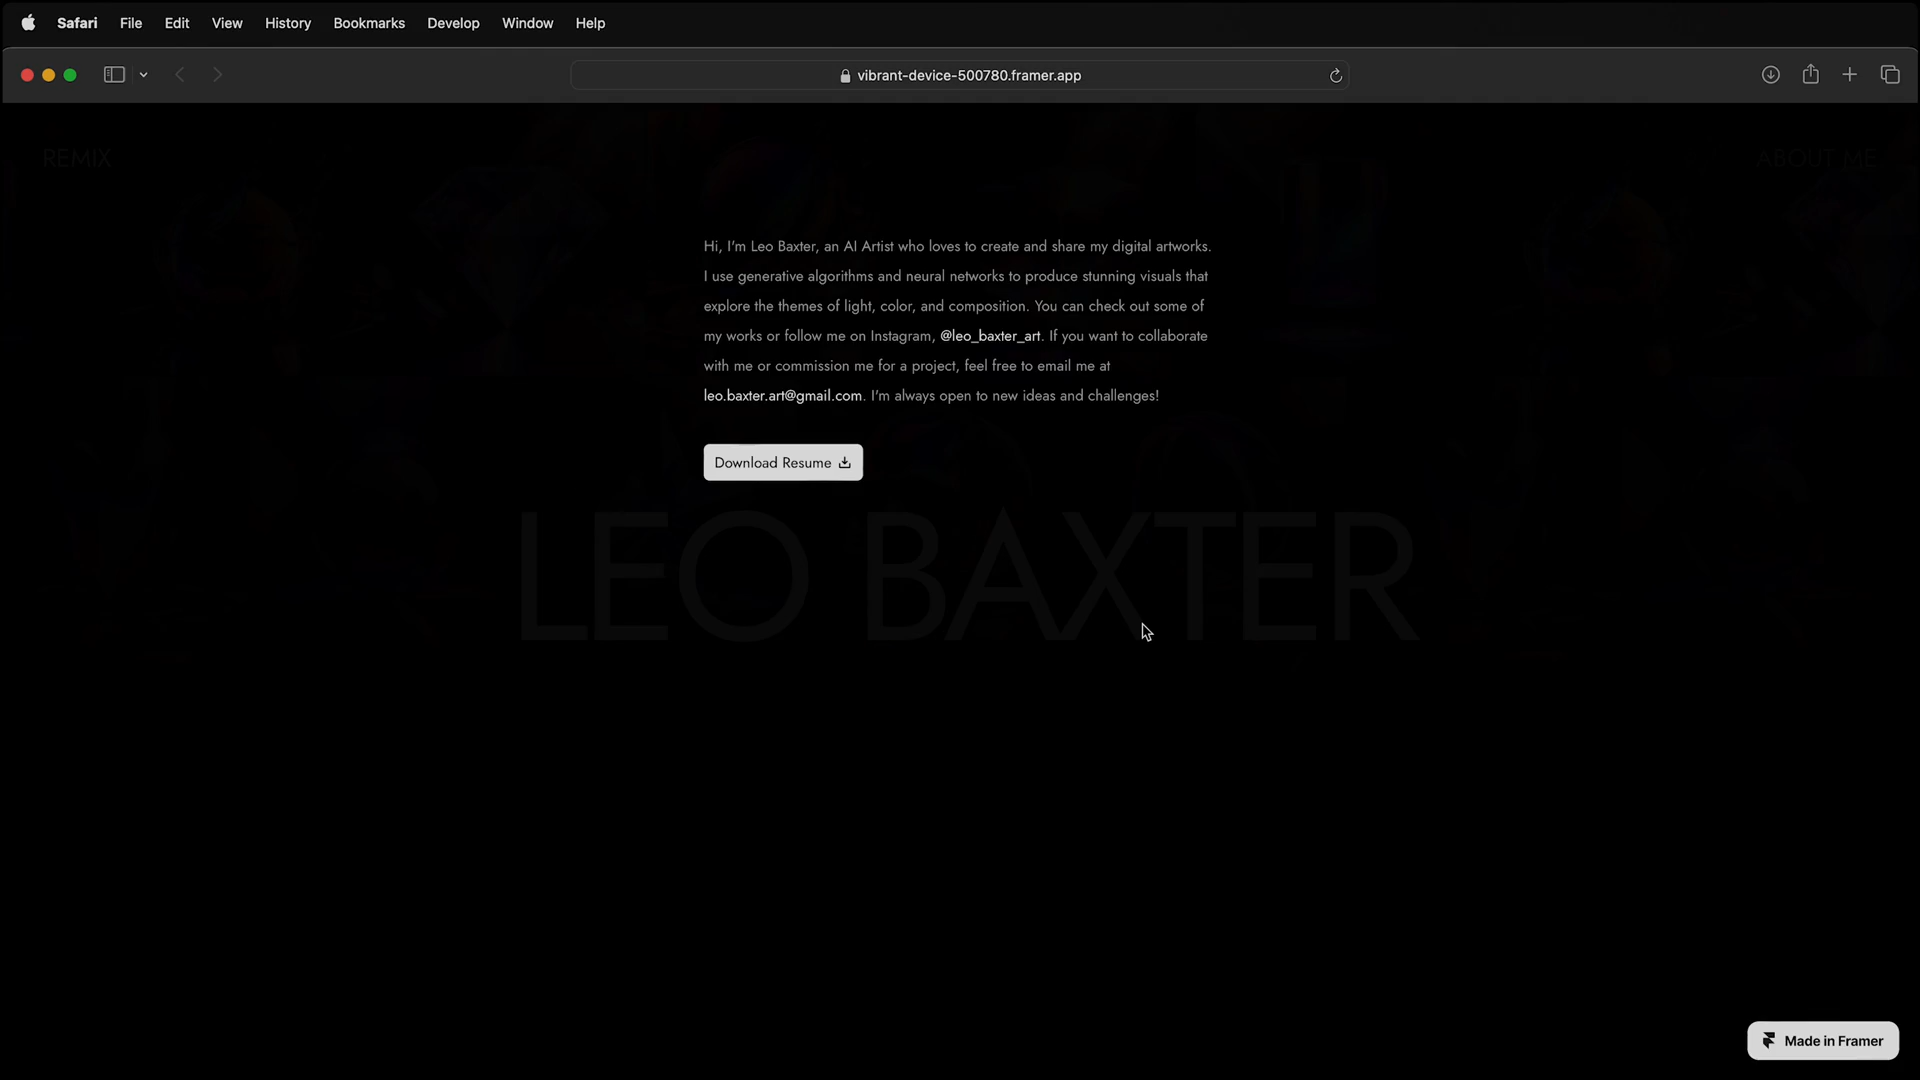 Safari File Edit View History Bookmarks Develop Window Help
vibrant-device-500780.framer.app
REMIX
ABOUT ME
Hi, I'm Leo Baxter, an AI Artist who loves to create and share my digital artworks.
I use generative algorithms and neural networks to produce stunning visuals that
explore the themes of light, color, and composition. You can check out some of
my works or follow me on Instagram, @leo_baxter_art. If you want to collaborate
with me or commission me for a project, feel free to email me at
leo.baxter.art@gmail.com. I'm always open to new ideas and challenges!
Download Resume
LEO BAXTER
Made in Framer